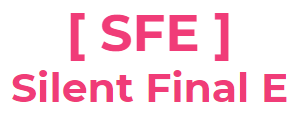 [ SFE ]
Silent Final E